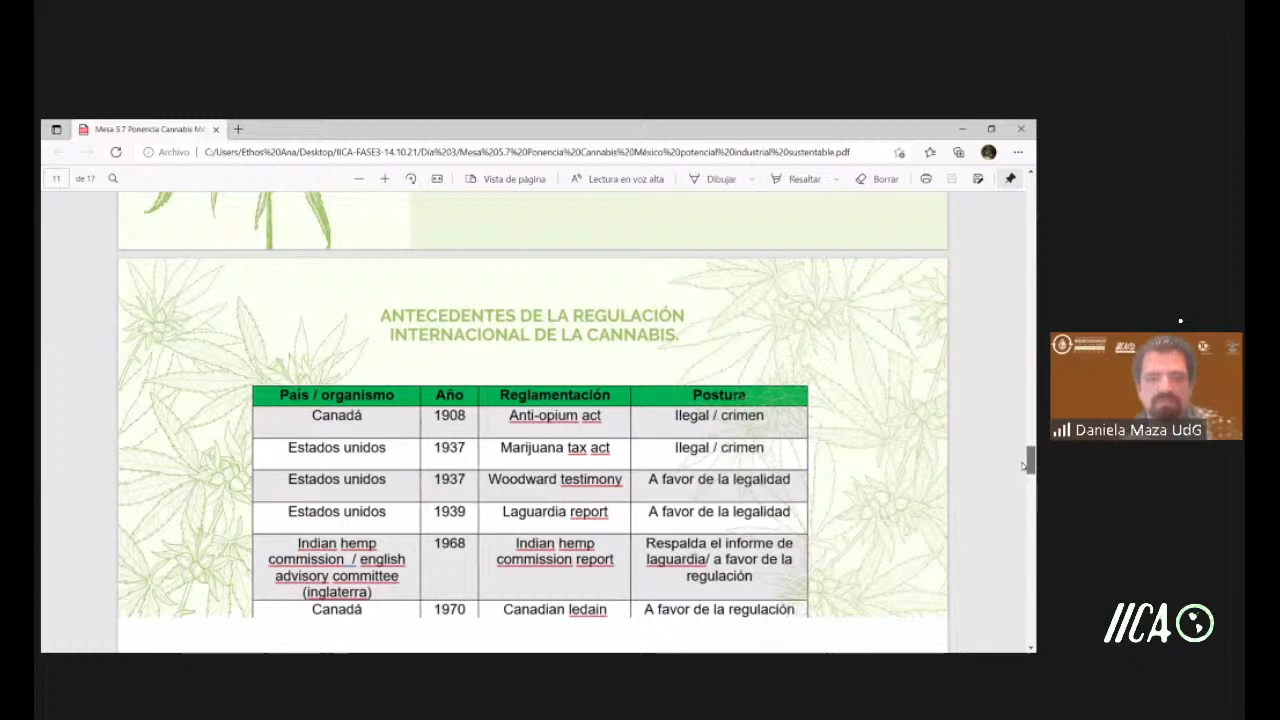 Mesa 5.7 Ponencia Cannabis Mé
Archivo
C:/Users/Ethos%20Ana/Desktop/IICA-FASE3-14.10.21/Día%203/Mesa%205.7%20Ponencia%20Cannabis%20México%20potencial%20industrial%20sustentable.pdf
11 de 17
Vista de página
Lectura en voz alta
Dibujar
Resaltar
Borrar
ANTECEDENTES DE LA REGULACIÓN
INTERNACIONAL DE LA CANNABIS.
País / organismo Año Reglamentación Postura
Canadá 1908 Anti-opium act Ilegal / crimen
Estados unidos 1937 Marijuana tax act Ilegal / crimen
Estados unidos 1937 Woodward testimony A favor de la legalidad
Estados unidos 1939 Laguardia report A favor de la legalidad
Indian hemp 1968 Indian hemp Respalda el informe de
commission / english commission report laguardia/ a favor de la
advisory committee regulación
(inglaterra)
Canadá 1970 Canadian ledain A favor de la regulación
Daniela Maza UdG
IICA